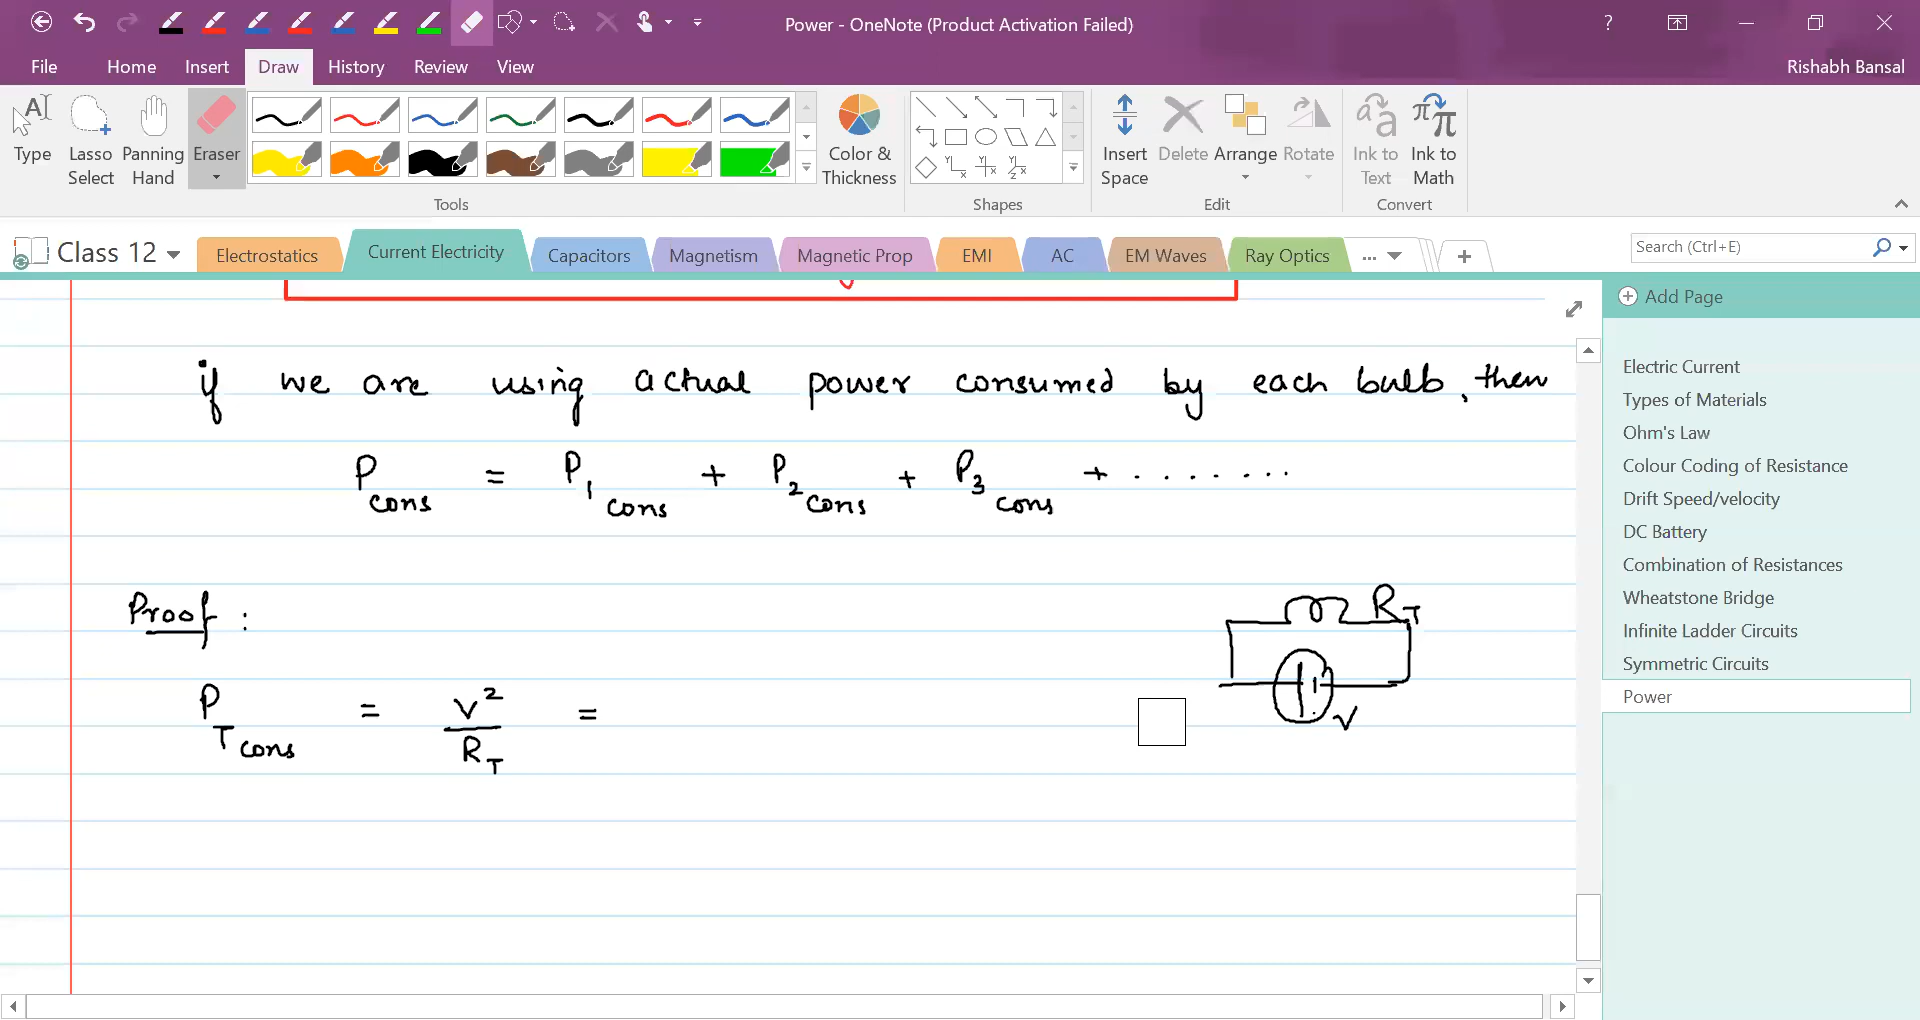 Power - OneNote (Product Activation Failed)
?
File Home Insert Draw History Review View
Rishabh Bansal
Type
Lasso Select
Panning Hand
Eraser
Color & Thickness
Insert Space
Delete
Arrange
Rotate
Ink to Text
Ink to Math
Tools
Shapes
Edit
Convert
Class 12
Electrostatics Current Electricity Capacitors Magnetism Magnetic Prop EMI AC EM Waves Ray Optics ... +
Search (Ctrl+E)
Add Page
Electric Current
Types of Materials
Ohm's Law
Colour Coding of Resistance
Drift Speed/velocity
DC Battery
Combination of Resistances
Wheatstone Bridge
Infinite Ladder Circuits
Symmetric Circuits
Power
if we are using actual power consumed by each bulb, then
P cons = P1 cons + P2 cons + P3 cons + .......
Proof :
RT
V
PT cons = V²/RT =